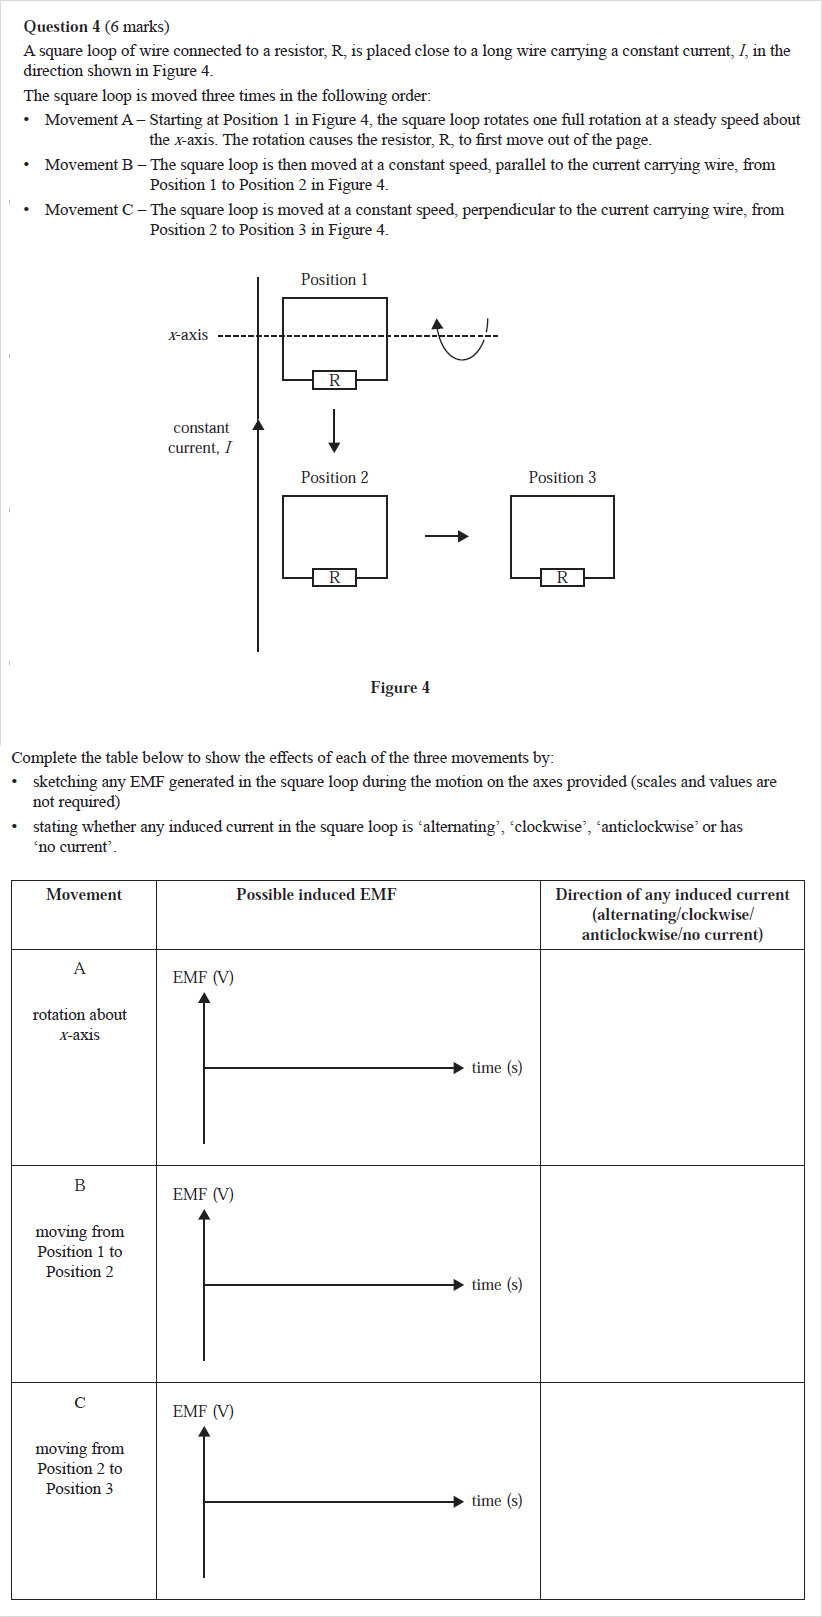 Question 4 (6 marks)
A square loop of wire connected to a resistor, R, is placed close to a long wire carrying a constant current, I, in the
direction shown in Figure 4.
The square loop is moved three times in the following order:
• Movement A – Starting at Position 1 in Figure 4, the square loop rotates one full rotation at a steady speed about
the x-axis. The rotation causes the resistor, R, to first move out of the page.
• Movement B – The square loop is then moved at a constant speed, parallel to the current carrying wire, from
Position 1 to Position 2 in Figure 4.
• Movement C – The square loop is moved at a constant speed, perpendicular to the current carrying wire, from
Position 2 to Position 3 in Figure 4.
Position 1
x-axis
R
constant
current, I
Position 2
Position 3
R
R
Figure 4
Complete the table below to show the effects of each of the three movements by:
• sketching any EMF generated in the square loop during the motion on the axes provided (scales and values are
not required)
• stating whether any induced current in the square loop is ‘alternating’, ‘clockwise’, ‘anticlockwise’ or has
‘no current’.
Movement
Possible induced EMF
Direction of any induced current
(alternating/clockwise/
anticlockwise/no current)
A
rotation about
x-axis
EMF (V)
time (s)
B
moving from
Position 1 to
Position 2
EMF (V)
time (s)
C
moving from
Position 2 to
Position 3
EMF (V)
time (s)